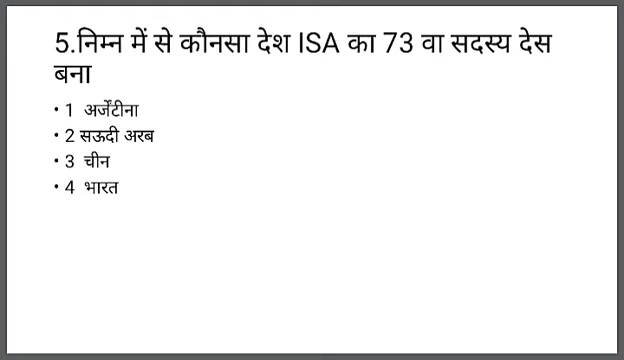 5.निम्न में से कौनसा देश ISA का 73 वा सदस्य देस
बना
• 1 अर्जेंटीना
• 2 सऊदी अरब
• 3 चीन
• 4 भारत